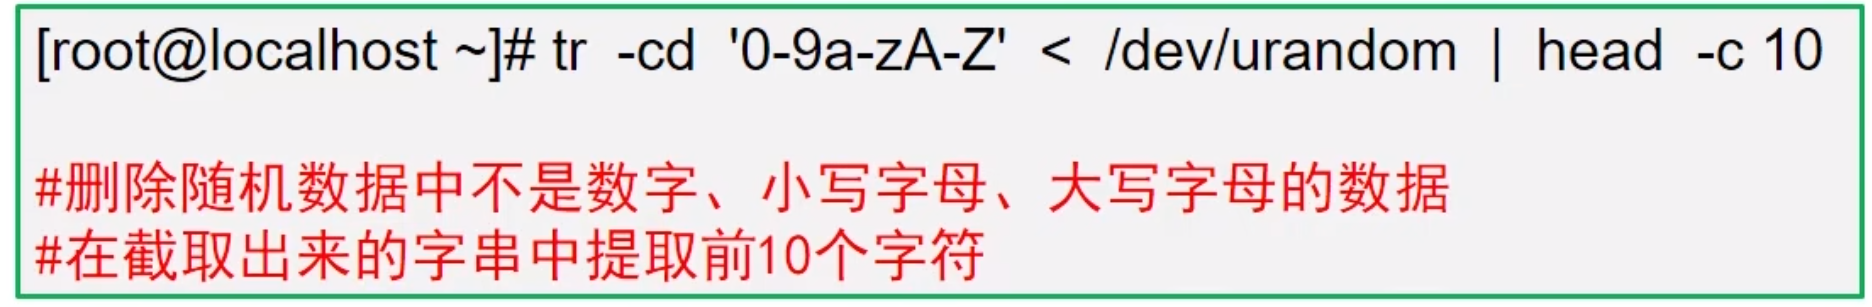 [root@localhost ~]# tr -cd '0-9a-zA-Z' < /dev/urandom | head -c 10
#删除随机数据中不是数字、小写字母、大写字母的数据
#在截取出来的字串中提取前10个字符